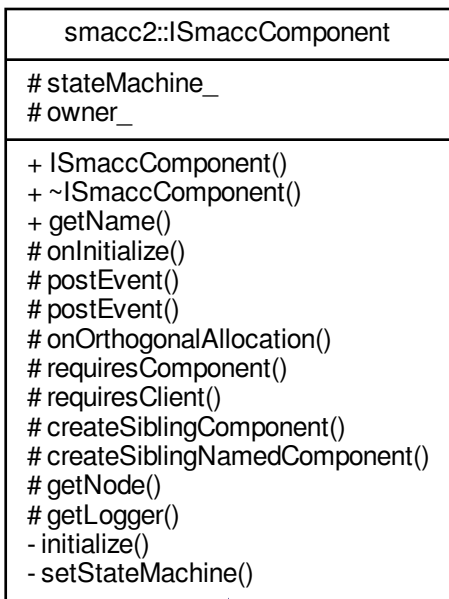 smacc2::ISmaccComponent
# stateMachine_
# owner_
+ ISmaccComponent()
+ ~ISmaccComponent()
+ getName()
# onInitialize()
# postEvent()
# postEvent()
# onOrthogonalAllocation()
# requiresComponent()
# requiresClient()
# createSiblingComponent()
# createSiblingNamedComponent()
# getNode()
# getLogger()
- initialize()
- setStateMachine()